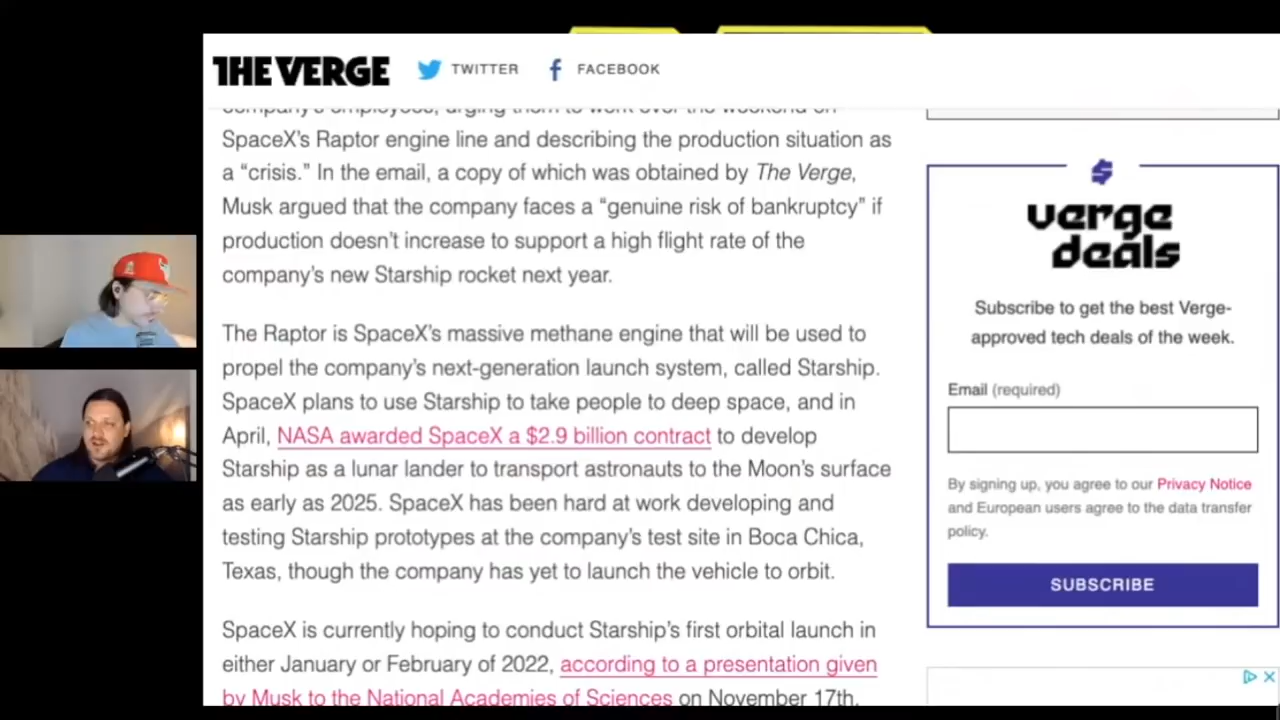 THE VERGE
TWITTER
FACEBOOK
company's employees, urging them to work over the weekend on
SpaceX's Raptor engine line and describing the production situation as
a “crisis.” In the email, a copy of which was obtained by The Verge,
Musk argued that the company faces a “genuine risk of bankruptcy” if
production doesn't increase to support a high flight rate of the
company's new Starship rocket next year.
The Raptor is SpaceX's massive methane engine that will be used to
propel the company's next-generation launch system, called Starship.
SpaceX plans to use Starship to take people to deep space, and in
April, NASA awarded SpaceX a $2.9 billion contract to develop
Starship as a lunar lander to transport astronauts to the Moon's surface
as early as 2025. SpaceX has been hard at work developing and
testing Starship prototypes at the company's test site in Boca Chica,
Texas, though the company has yet to launch the vehicle to orbit.
SpaceX is currently hoping to conduct Starship's first orbital launch in
either January or February of 2022, according to a presentation given
by Musk to the National Academies of Sciences on November 17th.
verge
deals
Subscribe to get the best Verge-
approved tech deals of the week.
Email (required)
By signing up, you agree to our Privacy Notice
and European users agree to the data transfer
policy.
SUBSCRIBE